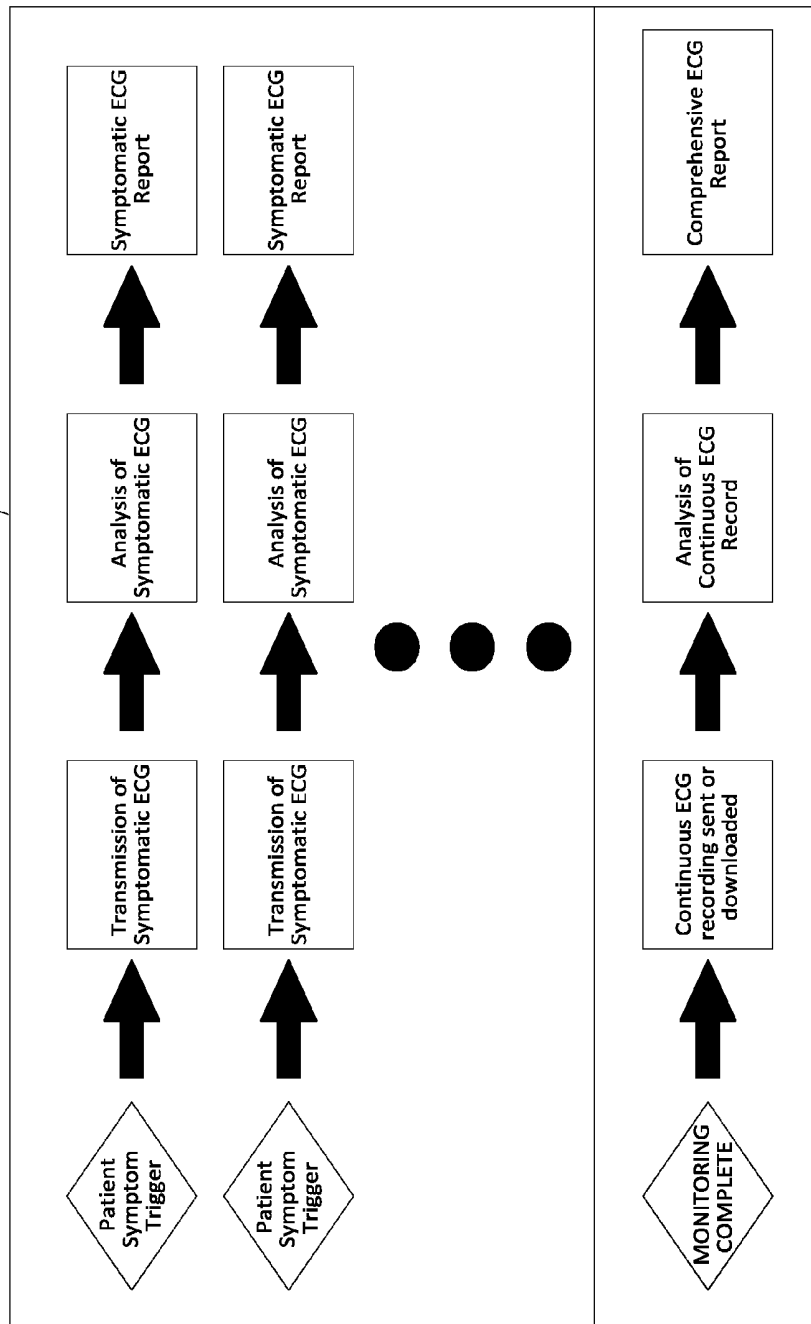 Patient
Symptom
Trigger
Transmission of
Symptomatic ECG
Analysis of
Symptomatic ECG
Symptomatic ECG
Report
Patient
Symptom
Trigger
Transmission of
Symptomatic ECG
Analysis of
Symptomatic ECG
Symptomatic ECG
Report
MONITORING
COMPLETE
Continuous ECG
recording sent or
downloaded
Analysis of
Continuous ECG
Record
Comprehensive ECG
Report